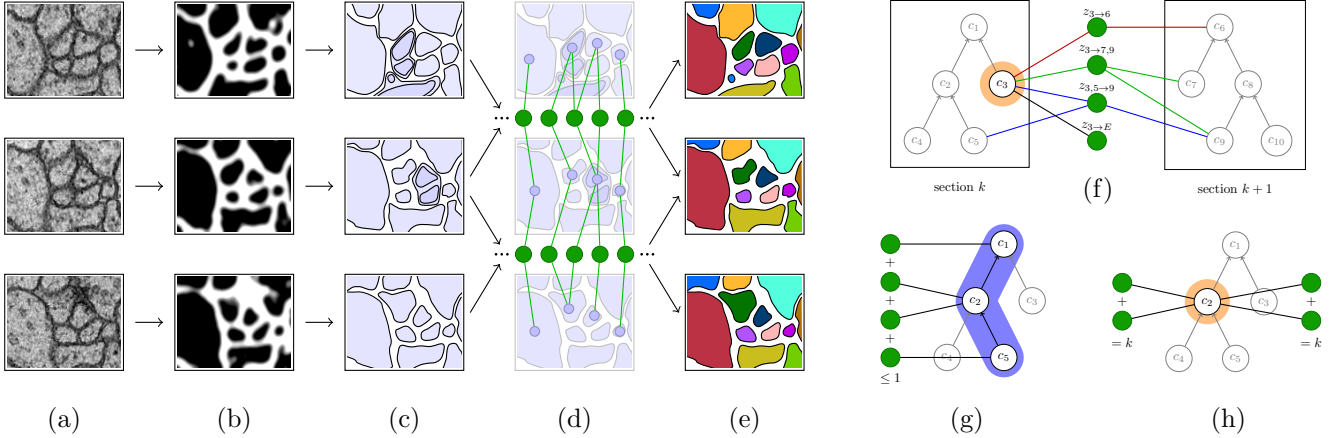 (a)
(b)
(c)
... ...
... ...
(d)
(e)
c₁
c₂
c₃
c₄
c₅
section k
z₃→₆
z₃→₇,₉
z₃,₅→₉
z₃→E
(f)
c₆
c₇
c₈
c₉
c₁₀
section k + 1
+
+
+
≤ 1
c₁
c₂
c₃
c₄
c₅
(g)
+
= k
c₁
c₂
c₃
c₄
c₅
+
= k
(h)